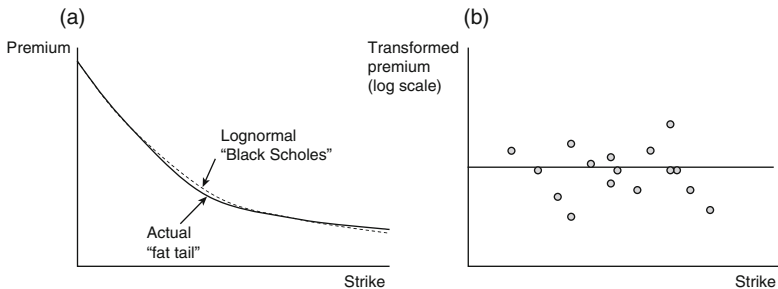 (a)
Premium
Lognormal
“Black Scholes”
Actual
“fat tail”
Strike
(b)
Transformed
premium
(log scale)
Strike